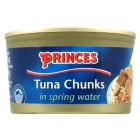 PRINCES
Tuna Chunks
in spring water